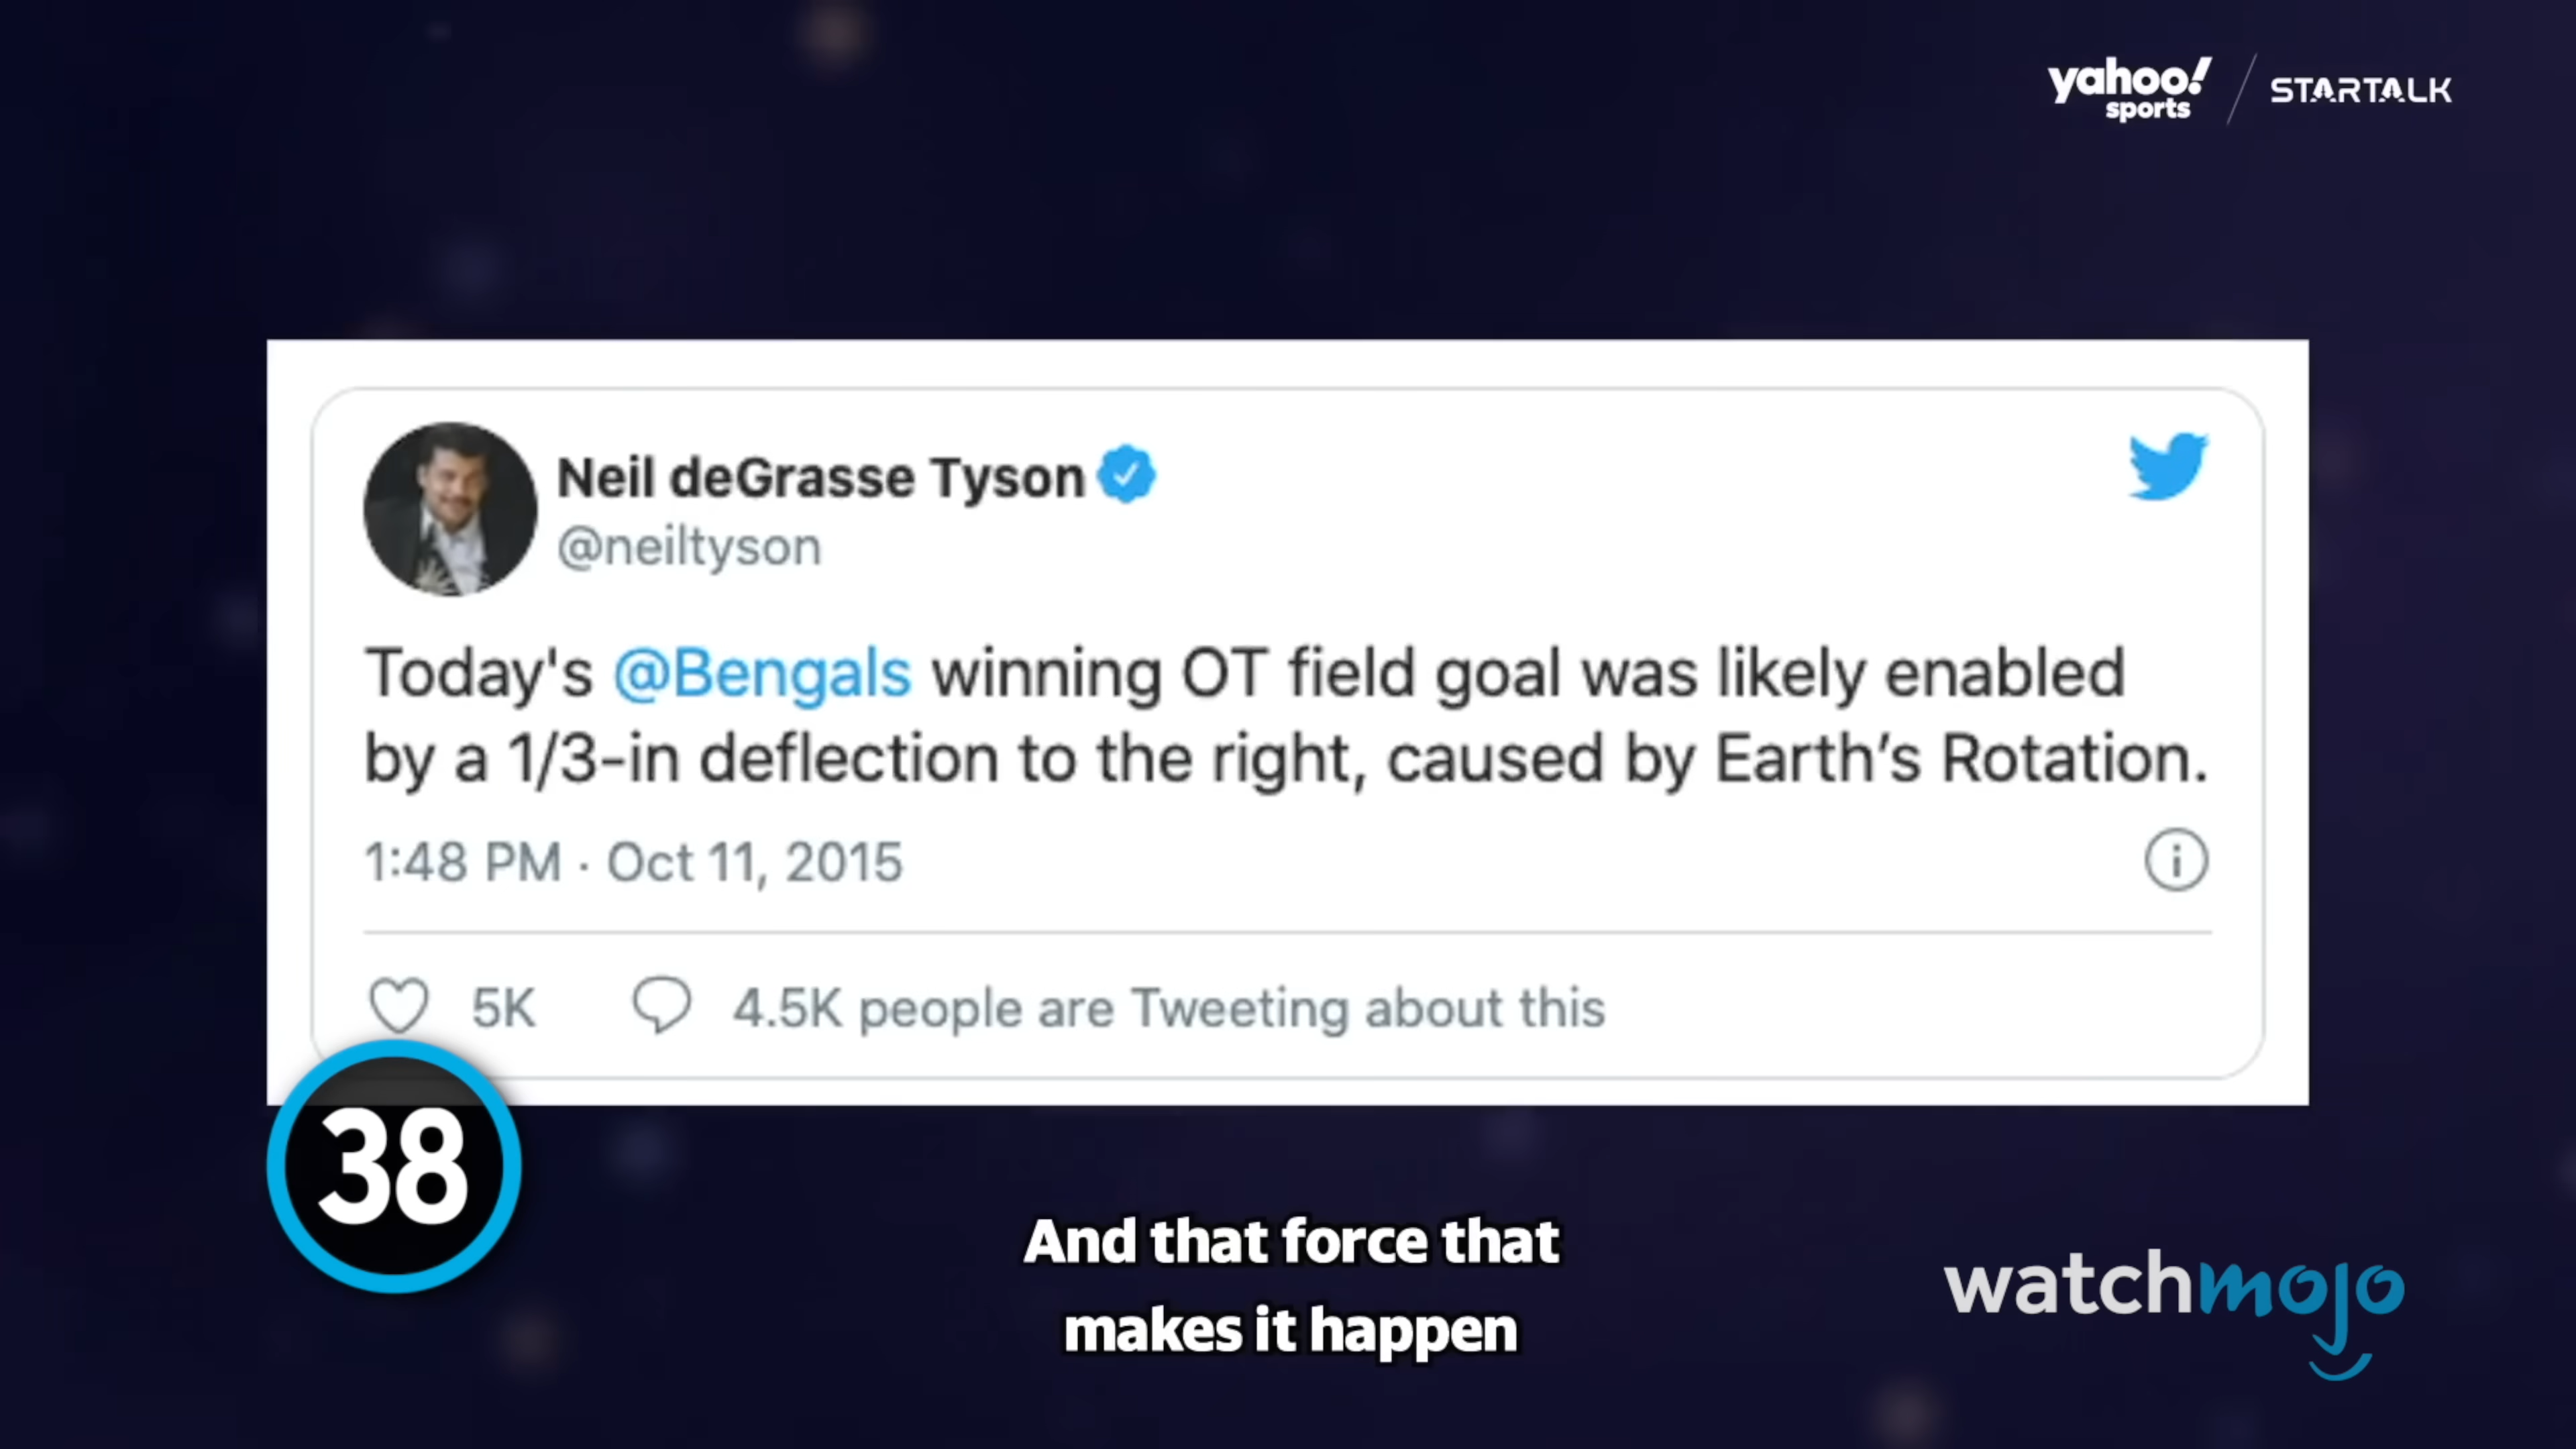 yahoo! sports / STARTALK
Neil deGrasse Tyson
@neiltyson
Today's @Bengals winning OT field goal was likely enabled
by a 1/3-in deflection to the right, caused by Earth’s Rotation.
1:48 PM · Oct 11, 2015
5K 4.5K people are Tweeting about this
38
And that force that
makes it happen
watchmojo